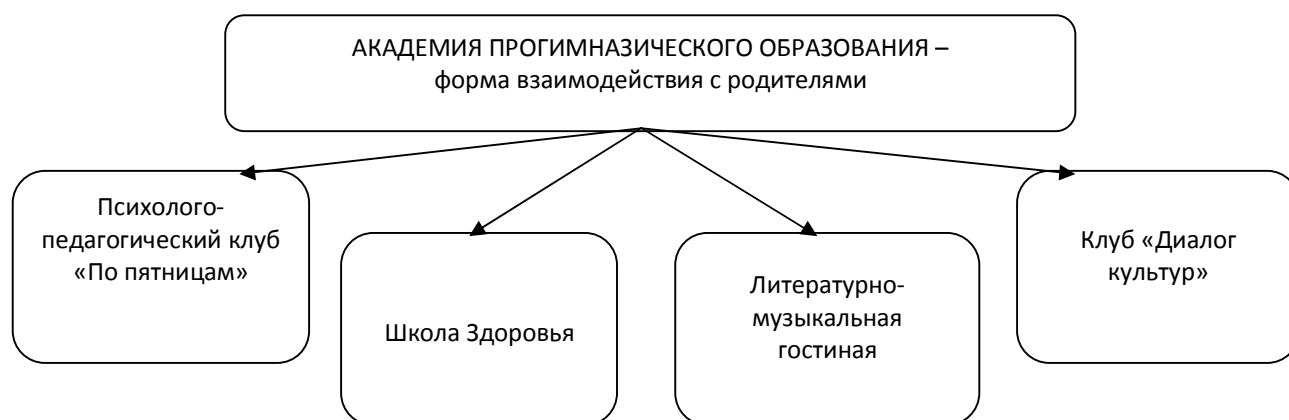 АКАДЕМИЯ ПРОГИМНАЗИЧЕСКОГО ОБРАЗОВАНИЯ –
форма взаимодействия с родителями
Психолого-
педагогический клуб
«По пятницам»
Школа Здоровья
Литературно-
музыкальная
гостиная
Клуб «Диалог
культур»